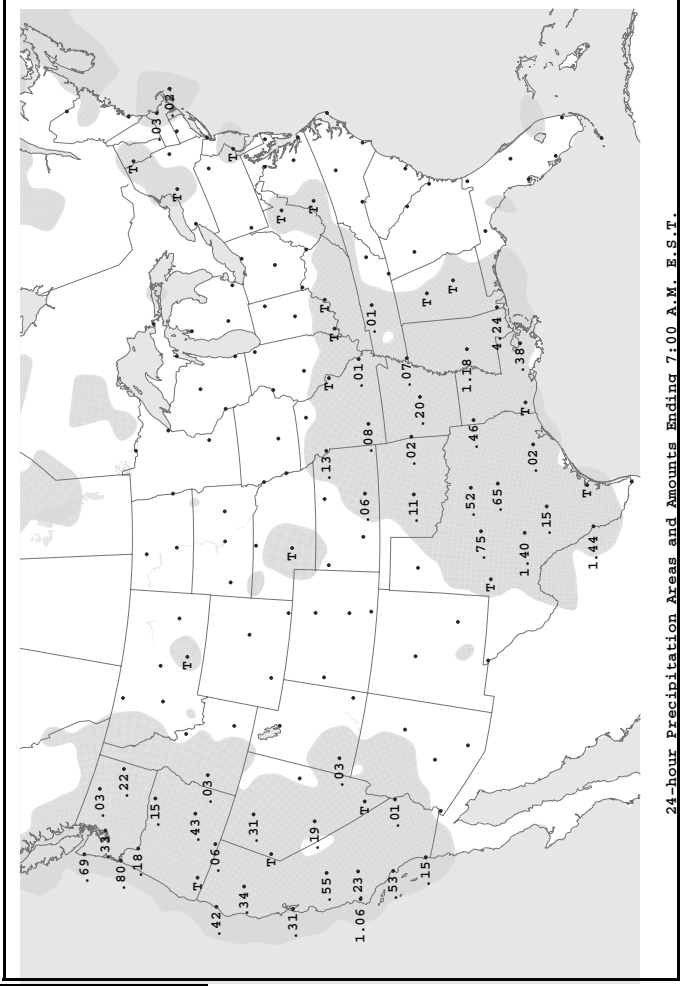 .69
.33
.03
.22
.80
.18
.15
.43
.03
.06
T
.42
.34
.31
T
.31
.19
.03
T
.01
.55
.23
1.06
.53
.15
T
T
T
.75
.52
.65
1.40
.15
1.44
T
.02
.46
T
.11
.02
.06
.13
.08
.20
T
.01
.07
1.18
4.24
.38
T
T
.01
T
T
T
T
T
T
T
.03
.02
24-hour Precipitation Areas and Amounts Ending 7:00 A.M. E.S.T.